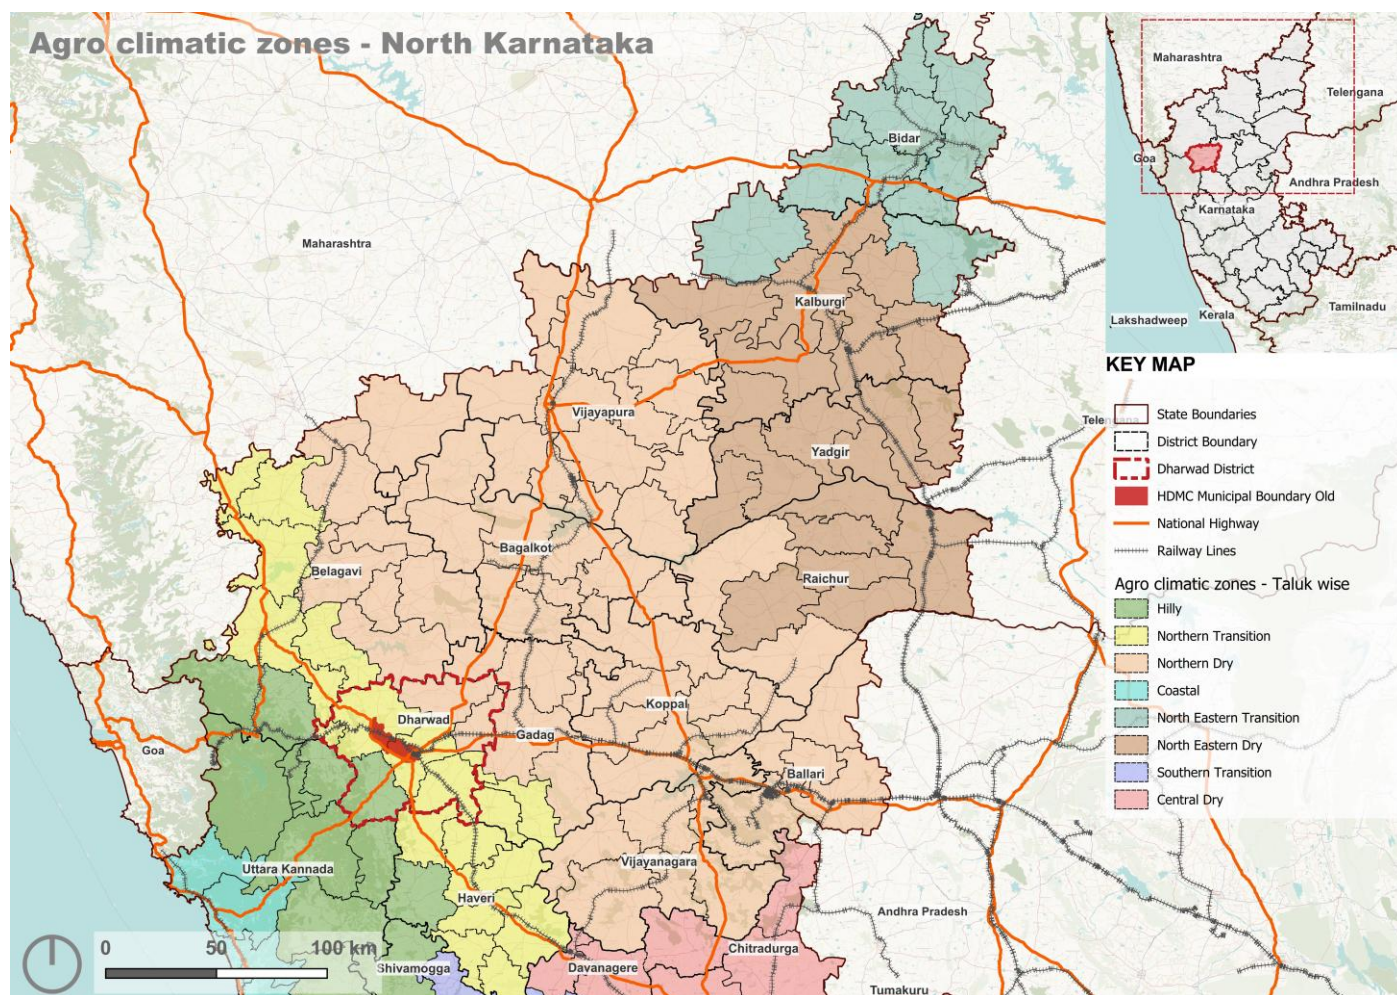 Agro climatic zones - North Karnataka
Maharashtra
Telengana
Goa
Andhra Pradesh
Karnataka
Tamilnadu
Kerala
Lakshadweep
KEY MAP
State Boundaries
District Boundary
Dharwad District
HDMC Municipal Boundary Old
National Highway
Railway Lines
Agro climatic zones - Taluk wise
Hilly
Northern Transition
Northern Dry
Coastal
North Eastern Transition
North Eastern Dry
Southern Transition
Central Dry
Bidar
Maharashtra
Kalburgi
Vijayapura
Telengana
Yadgir
Bagalkot
Belagavi
Raichur
Koppal
Dharwad
Gadag
Goa
Ballari
Vijayanagara
Uttara Kannada
Haveri
Andhra Pradesh
Chitradurga
Shivamogga
Davanagere
Tumakuru
0 50 100 km